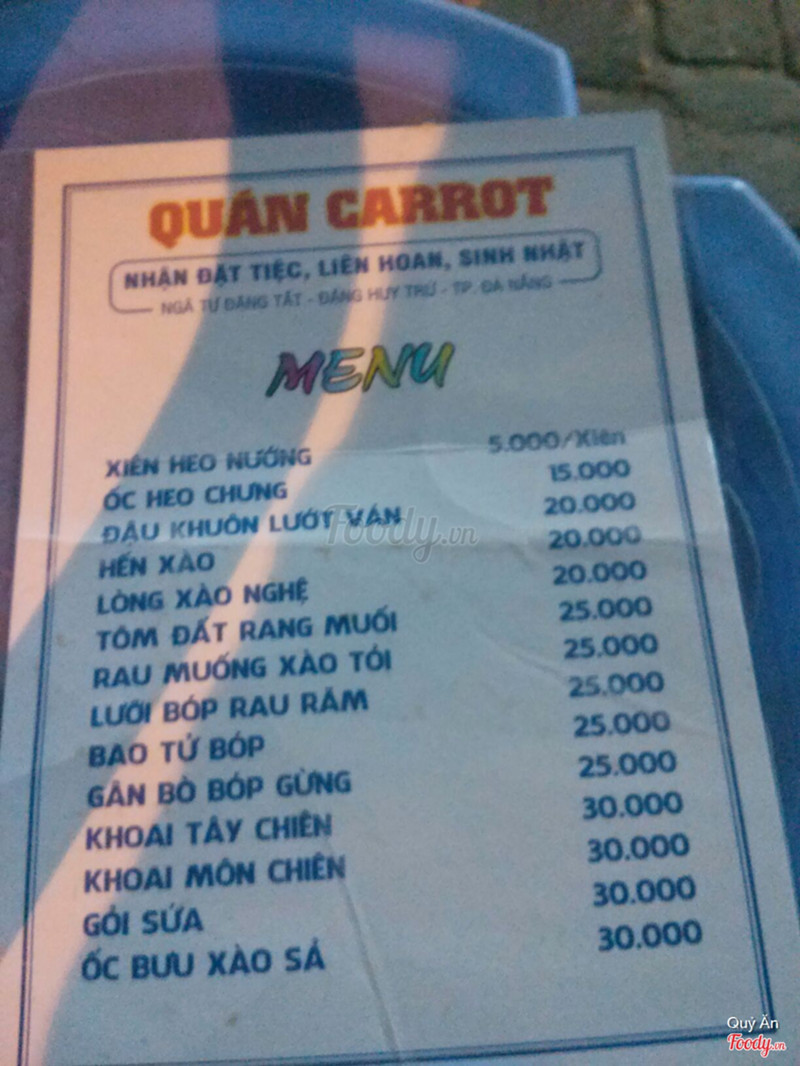 QUÁN CARROT
NHẬN ĐẶT TIỆC, LIÊN HOAN, SINH NHẬT
NGÃ TƯ ĐẶNG TẤT - ĐẶNG HUY TRỨ - TP. ĐÀ NẴNG
MENU
XIÊN HEO NƯỚNG 5.000/Xiên
ỐC HEO CHƯNG 15.000
ĐẬU KHUÔN LƯỚT VÁN 20.000
HẾN XÀO 20.000
LÒNG XÀO NGHỆ 20.000
TÔM ĐẤT RANG MUỐI 25.000
RAU MUỐNG XÀO TỎI 25.000
LƯỠI BÓP RAU RĂM 25.000
BAO TỬ BÓP 25.000
GÂN BÒ BÓP GỪNG 25.000
KHOAI TÂY CHIÊN 30.000
KHOAI MÔN CHIÊN 30.000
GỎI SỨA 30.000
ỐC BƯU XÀO SẢ 30.000
Foody.vn
Quý Ăn
Foody.vn